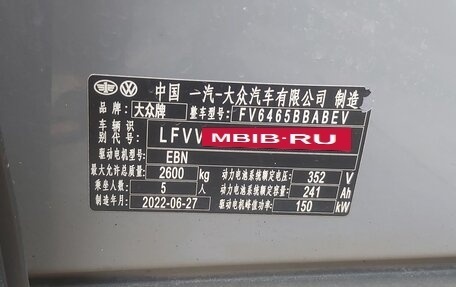 中国 一汽-大众汽车有限公司 制造
品牌: 大众牌 整车型号: FV6465BBABEV
车辆识别代号: LFVV MBIB-RU
驱动电机型号: EBN
最大允许总质量: 2600 kg 动力电池系统额定电压: 352 V
乘坐人数: 5 人 动力电池系统额定容量: 241 Ah
制造年月: 2022-06-27 驱动电机峰值功率: 150 kW